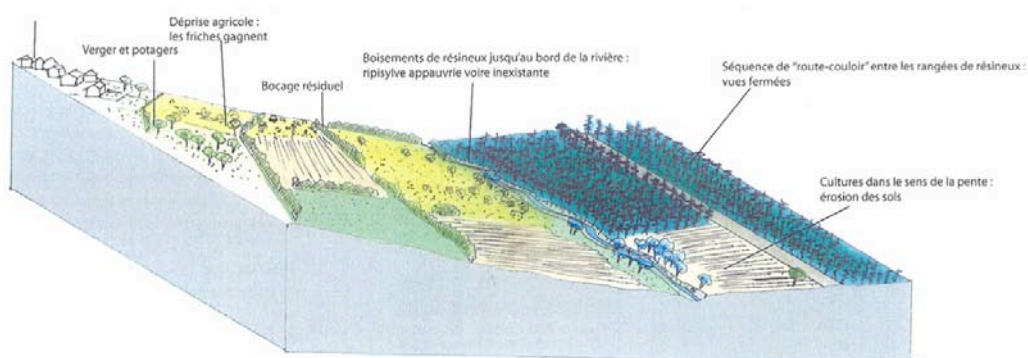 Déprise agricole :
les friches gagnent
Verger et potagers
Bocage résiduel
Boisements de résineux jusqu'au bord de la rivière :
ripisylve appauvrie voire inexistante
Séquence de "route-couloir" entre les rangées de résineux :
vues fermées
Cultures dans le sens de la pente :
érosion des sols